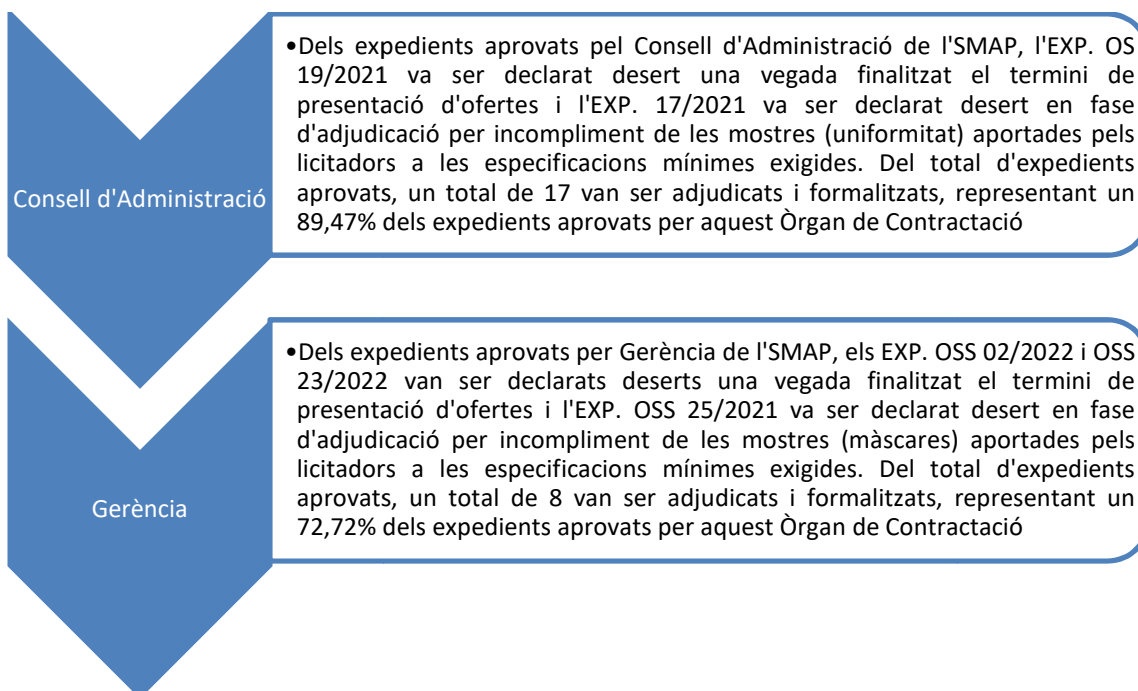 Consell d'Administració
•Dels expedients aprovats pel Consell d'Administració de l'SMAP, l'EXP. OS
19/2021 va ser declarat desert una vegada finalitzat el termini de
presentació d'ofertes i l'EXP. 17/2021 va ser declarat desert en fase
d'adjudicació per incompliment de les mostres (uniformitat) aportades pels
licitadors a les especificacions mínimes exigides. Del total d'expedients
aprovats, un total de 17 van ser adjudicats i formalitzats, representant un
89,47% dels expedients aprovats per aquest Òrgan de Contractació
Gerència
•Dels expedients aprovats per Gerència de l'SMAP, els EXP. OSS 02/2022 i OSS
23/2022 van ser declarats deserts una vegada finalitzat el termini de
presentació d'ofertes i l'EXP. OSS 25/2021 va ser declarat desert en fase
d'adjudicació per incompliment de les mostres (màscares) aportades pels
licitadors a les especificacions mínimes exigides. Del total d'expedients
aprovats, un total de 8 van ser adjudicats i formalitzats, representant un
72,72% dels expedients aprovats per aquest Òrgan de Contractació